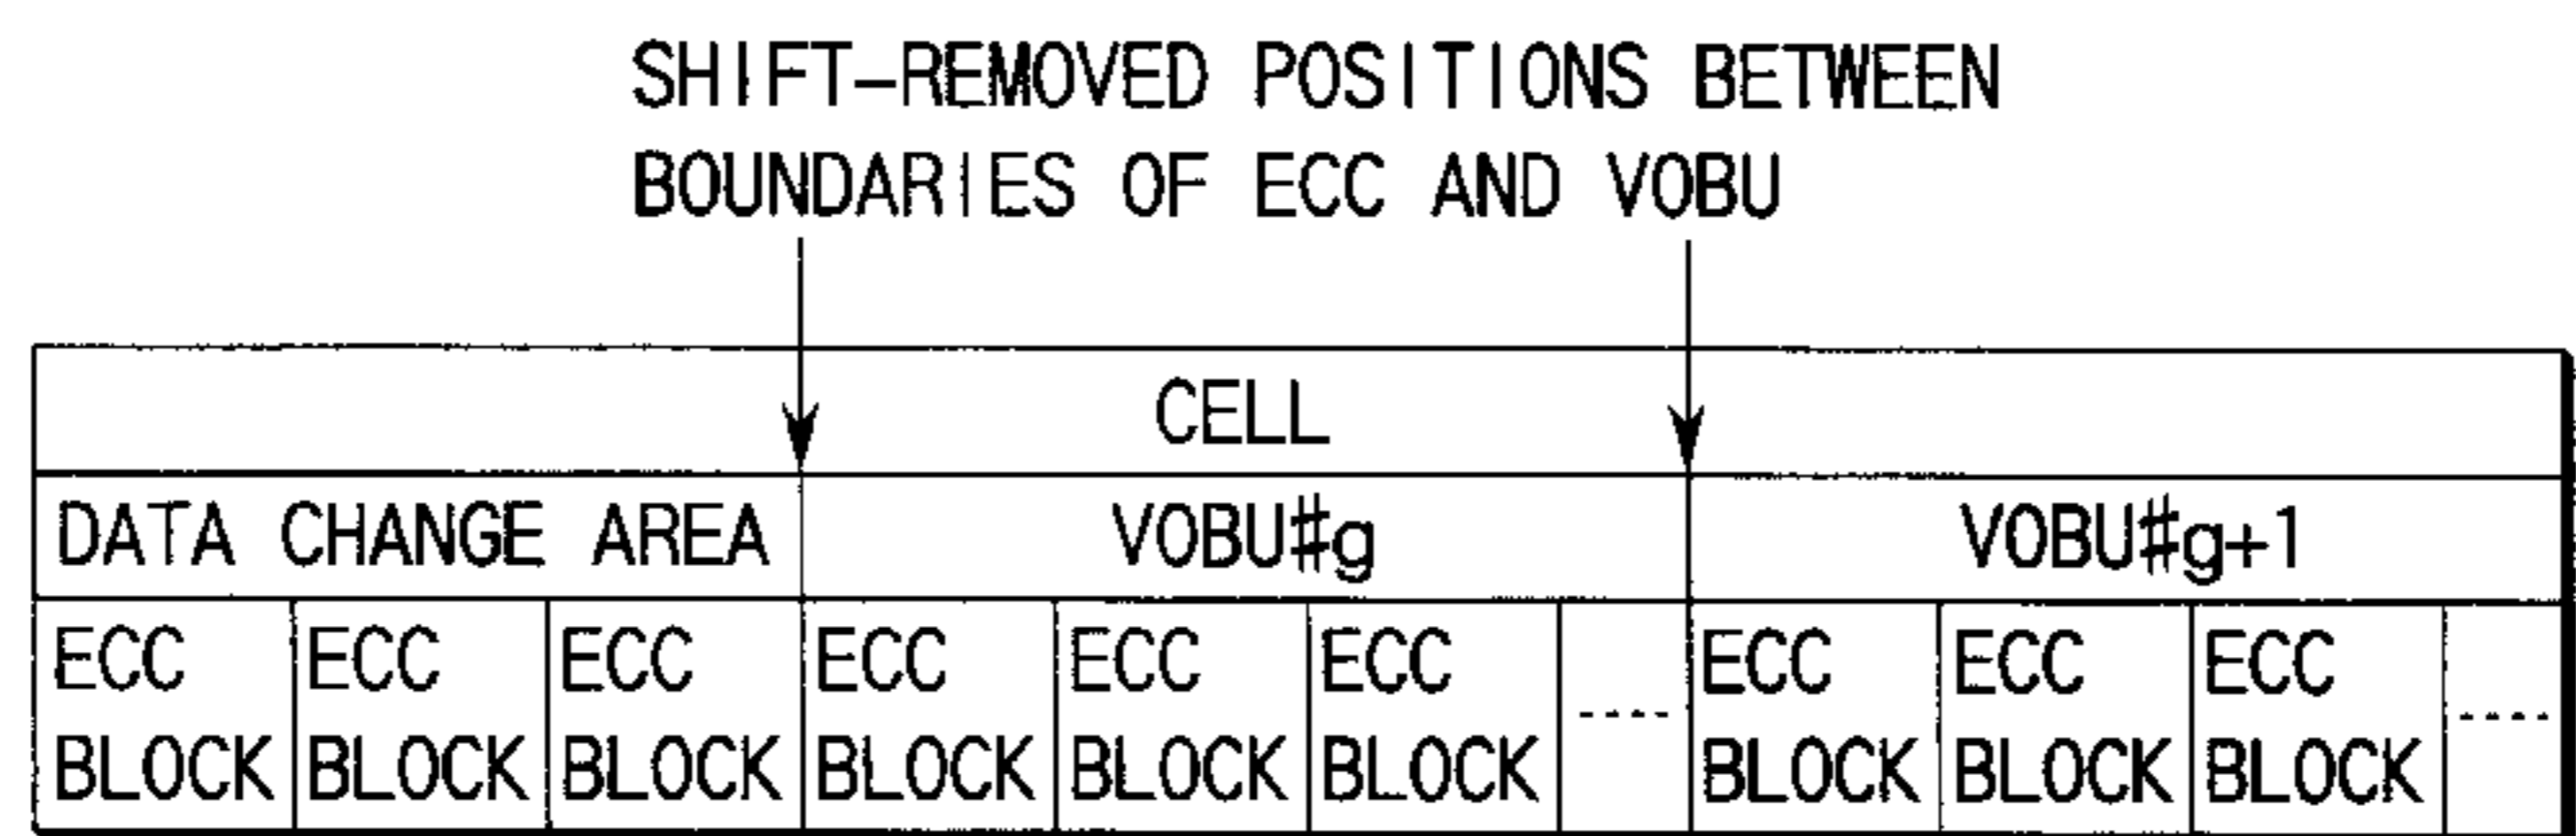 SHIFT-REMOVED POSITIONS BETWEEN
BOUNDARIES OF ECC AND VOBU
CELL
DATA CHANGE AREA VOBU#g VOBU#g+1
ECC ECC ECC ECC ECC ECC ECC ECC ECC
BLOCK BLOCK BLOCK BLOCK BLOCK BLOCK ---- BLOCK BLOCK BLOCK ----